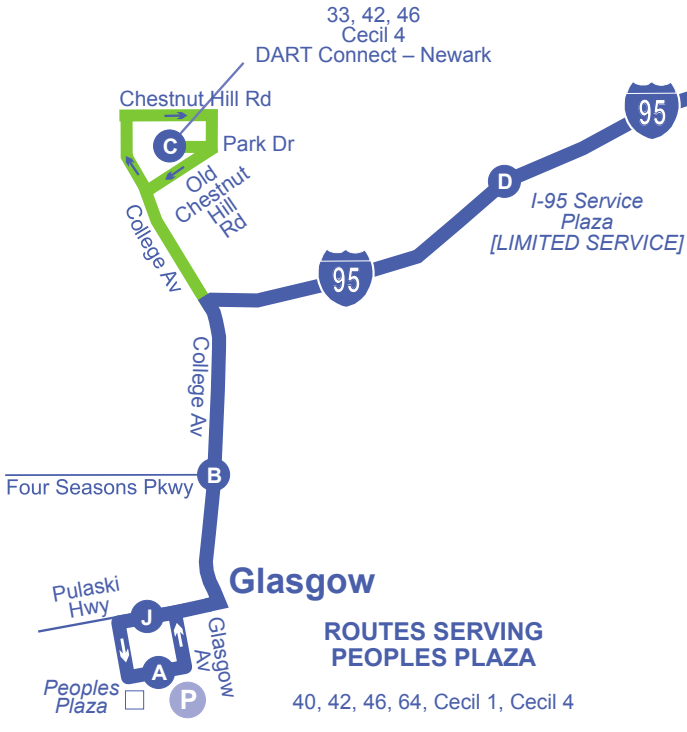 33, 42, 46
Cecil 4
DART Connect – Newark
Chestnut Hill Rd
95
C
Park Dr
D
Old
Chestnut
Hill
Rd
I-95 Service
Plaza
[LIMITED SERVICE]
College Av
95
College Av
B
Four Seasons Pkwy
Glasgow
Pulaski
Hwy
J
Glasgow
Av
ROUTES SERVING
PEOPLES PLAZA
A
Peoples
Plaza
P
40, 42, 46, 64, Cecil 1, Cecil 4